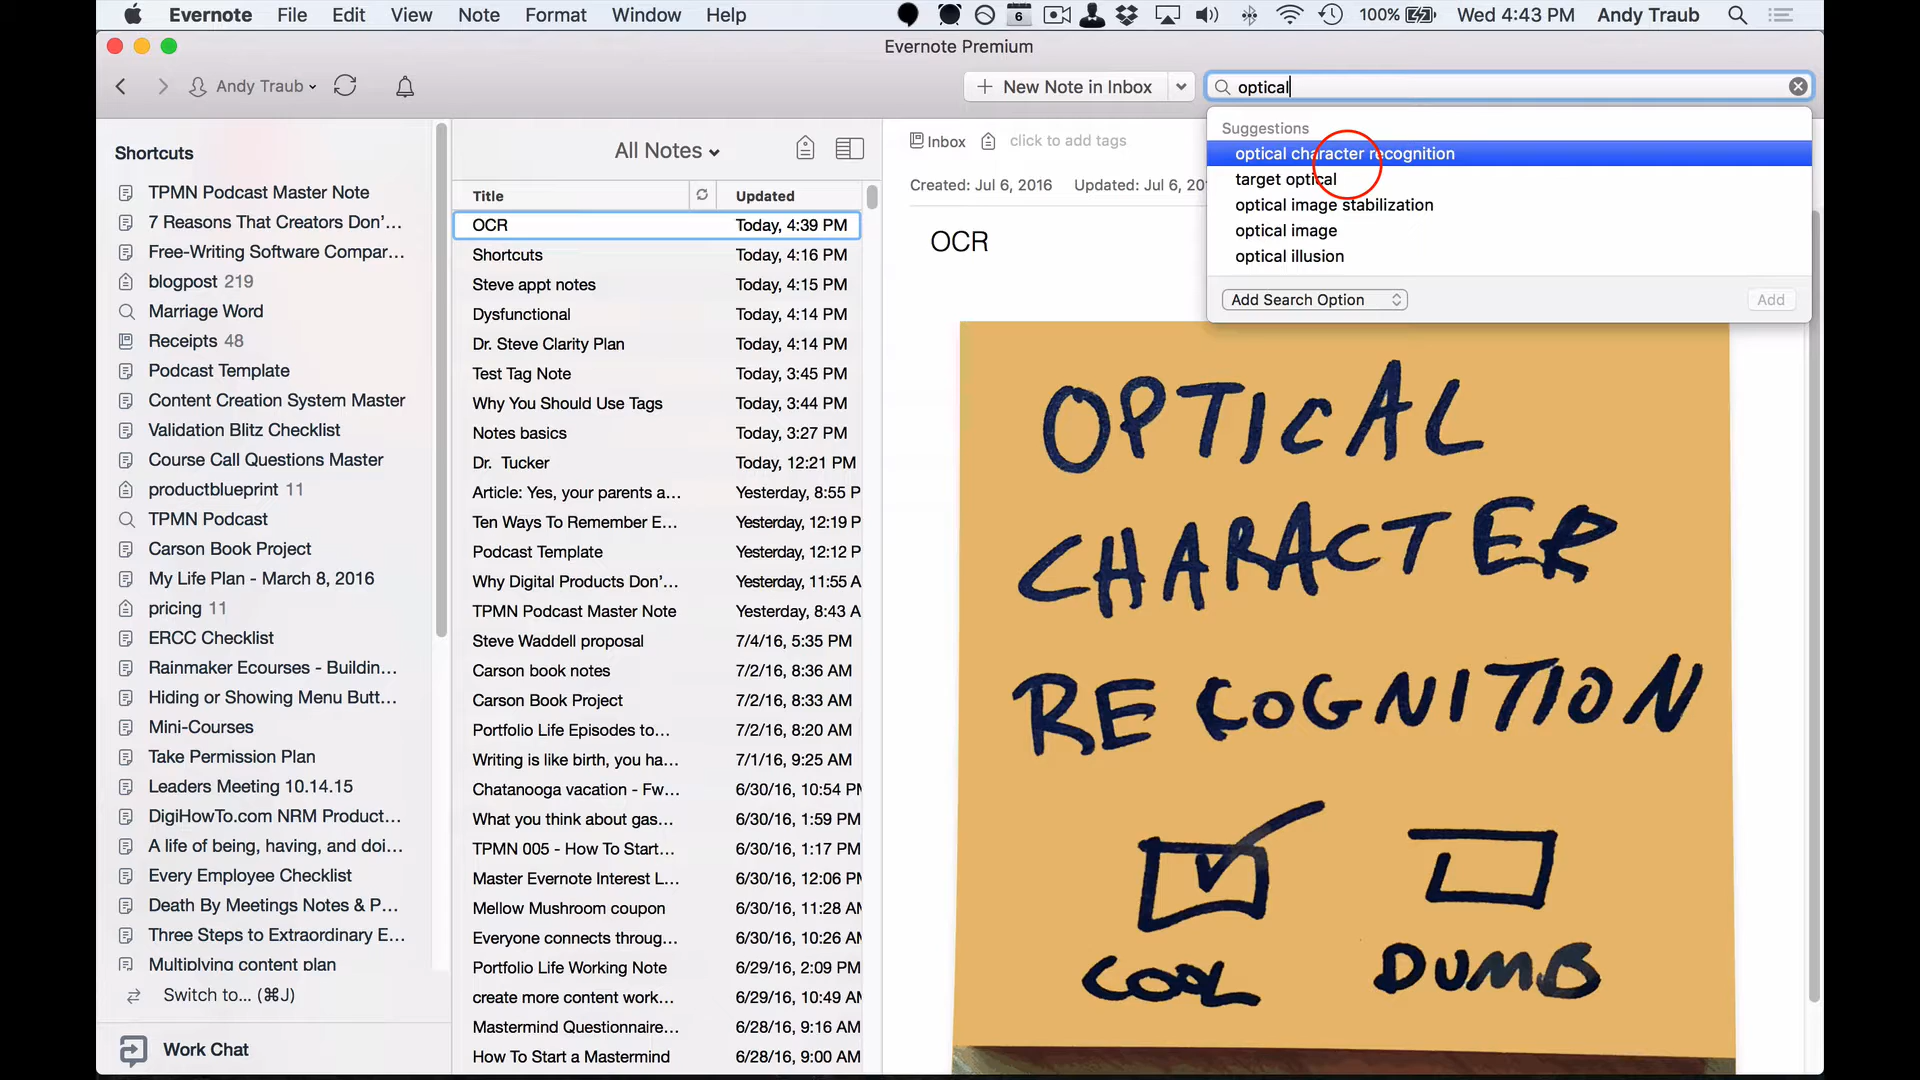 Evernote File Edit View Note Format Window Help 6 100% Wed 4:43 PM Andy Traub
Evernote Premium
Andy Traub
New Note in Inbox
optical
Suggestions
optical character recognition
target optical
optical image stabilization
optical image
optical illusion
Add Search Option Add
Shortcuts
TPMN Podcast Master Note
7 Reasons That Creators Don’...
Free-Writing Software Compar...
blogpost 219
Marriage Word
Receipts 48
Podcast Template
Content Creation System Master
Validation Blitz Checklist
Course Call Questions Master
productblueprint 11
TPMN Podcast
Carson Book Project
My Life Plan - March 8, 2016
pricing 11
ERCC Checklist
Rainmaker Ecourses - Buildin...
Hiding or Showing Menu Butt...
Mini-Courses
Take Permission Plan
Leaders Meeting 10.14.15
DigiHowTo.com NRM Product...
A life of being, having, and doi...
Every Employee Checklist
Death By Meetings Notes & P...
Three Steps to Extraordinary E...
Multiplying content plan
Switch to... (⌘J)
Work Chat
All Notes
Title Updated
OCR Today, 4:39 PM
Shortcuts Today, 4:16 PM
Steve appt notes Today, 4:15 PM
Dysfunctional Today, 4:14 PM
Dr. Steve Clarity Plan Today, 4:14 PM
Test Tag Note Today, 3:45 PM
Why You Should Use Tags Today, 3:44 PM
Notes basics Today, 3:27 PM
Dr. Tucker Today, 12:21 PM
Article: Yes, your parents a... Yesterday, 8:55 P
Ten Ways To Remember E... Yesterday, 12:19 P
Podcast Template Yesterday, 12:12 P
Why Digital Products Don’... Yesterday, 11:55 A
TPMN Podcast Master Note Yesterday, 8:43 A
Steve Waddell proposal 7/4/16, 5:35 PM
Carson book notes 7/2/16, 8:36 AM
Carson Book Project 7/2/16, 8:33 AM
Portfolio Life Episodes to... 7/2/16, 8:20 AM
Writing is like birth, you ha... 7/1/16, 9:25 AM
Chatanooga vacation - Fw... 6/30/16, 10:54 PM
What you think about gas... 6/30/16, 1:59 PM
TPMN 005 - How To Start... 6/30/16, 1:17 PM
Master Evernote Interest L... 6/30/16, 12:06 PM
Mellow Mushroom coupon 6/30/16, 11:28 AM
Everyone connects throug... 6/30/16, 10:26 AM
Portfolio Life Working Note 6/29/16, 2:09 PM
create more content work... 6/29/16, 10:49 AM
Mastermind Questionnaire... 6/28/16, 9:16 AM
How To Start a Mastermind 6/28/16, 9:00 AM
Inbox click to add tags
Created: Jul 6, 2016 Updated: Jul 6, 20
OCR
OPTICAL
CHARACTER
RECOGNITION
COOL DUMB